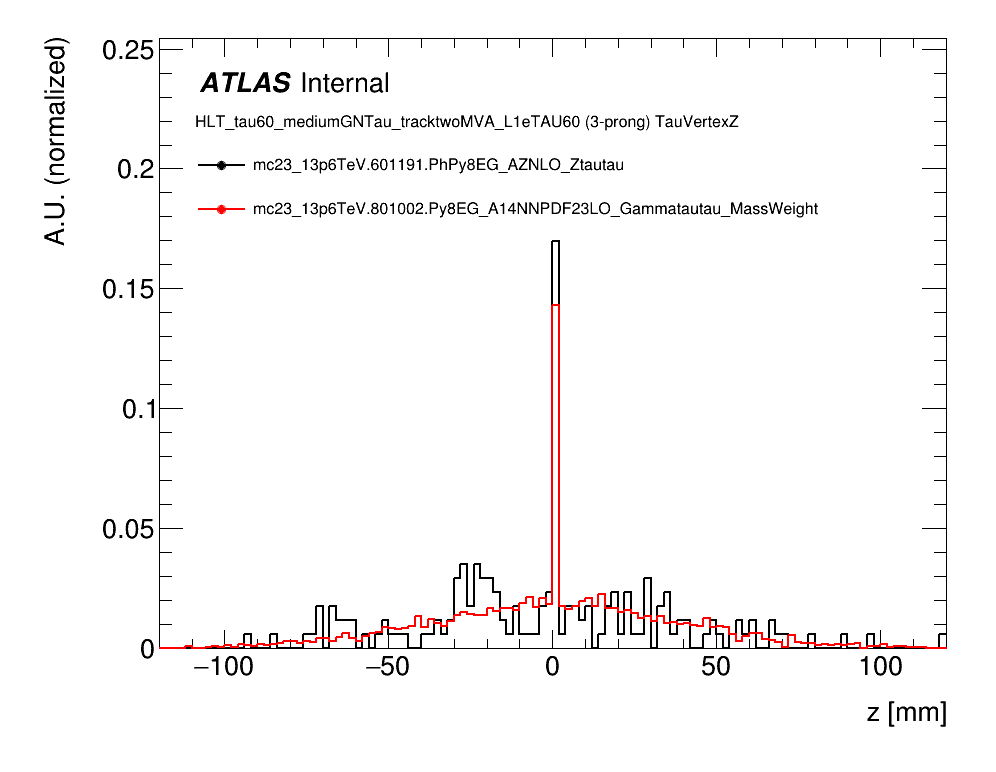 A.U. (normalized)
0.25
0.2
0.15
0.1
0.05
0
ATLAS Internal
HLT_tau60_mediumGNTau_tracktwoMVA_L1eTAU60 (3-prong) TauVertexZ
mc23_13p6TeV.601191.PhPy8EG_AZNLO_Ztautau
mc23_13p6TeV.801002.Py8EG_A14NNPDF23LO_Gammatautau_MassWeight
−100 −50 0 50 100
z [mm]